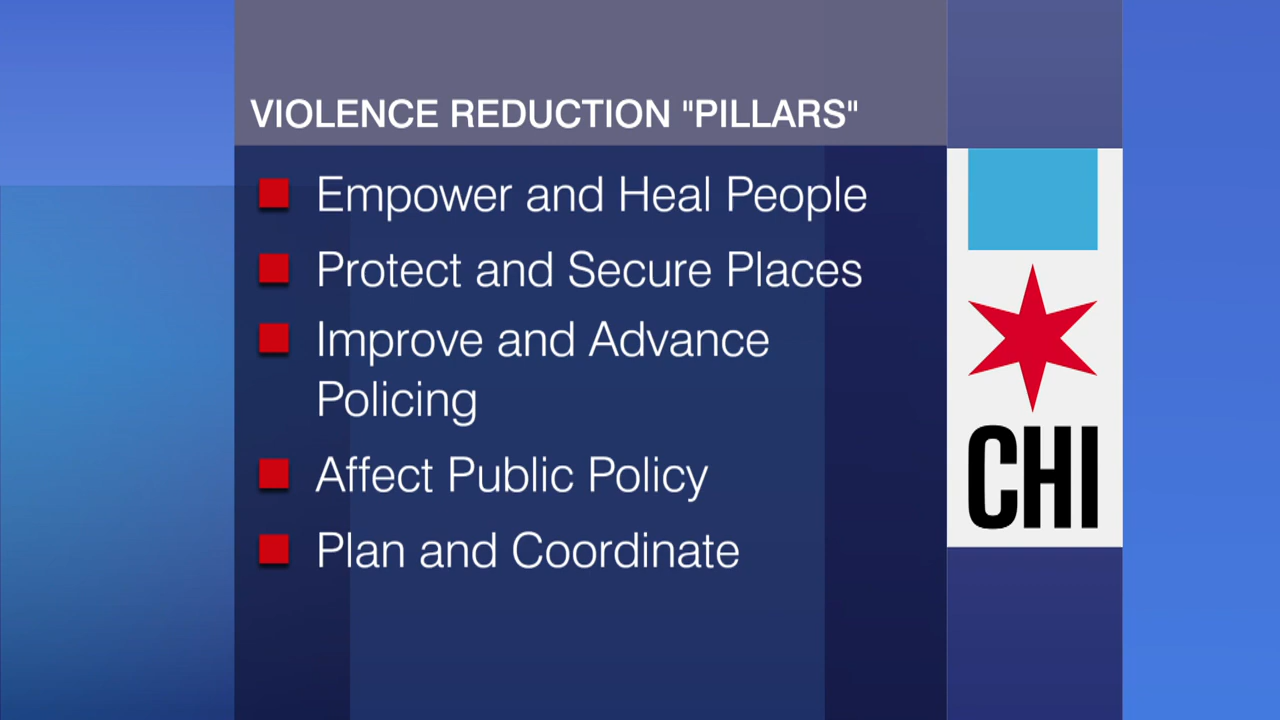 VIOLENCE REDUCTION "PILLARS"
Empower and Heal People
Protect and Secure Places
Improve and Advance
Policing
Affect Public Policy
Plan and Coordinate
CHI